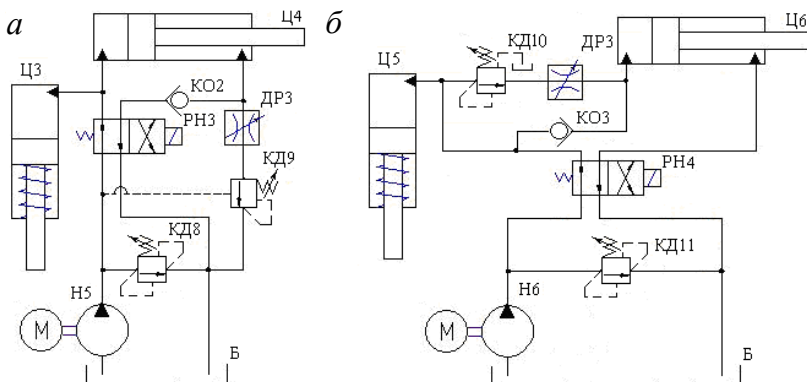 а
Ц4
Ц3
КО2
ДР3
РН3
КД9
КД8
Н5
М
Б
б
Ц6
КД10
ДР3
Ц5
КО3
РН4
КД11
Н6
М
Б